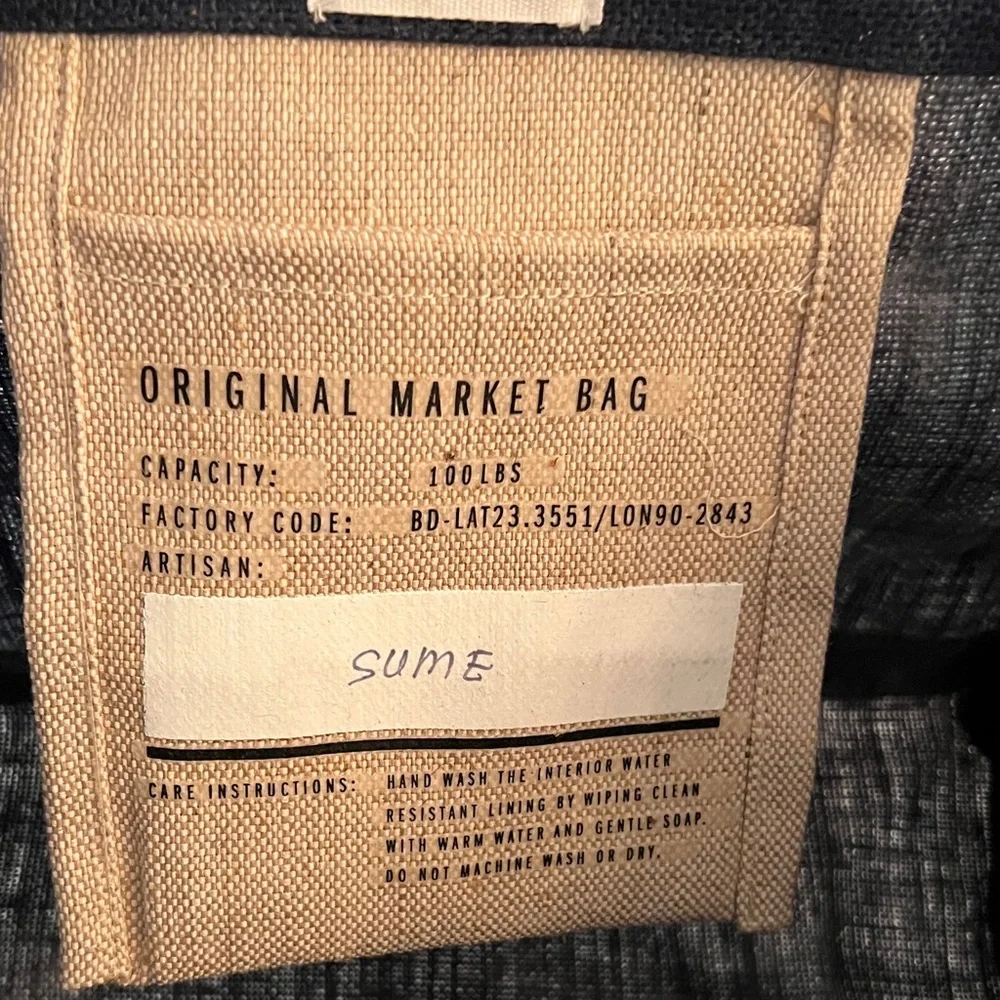 ORIGINAL MARKET BAG
CAPACITY: 100LBS
FACTORY CODE: BD-LAT23.3551/LON90-2843
ARTISAN:
SUME
CARE INSTRUCTIONS: HAND WASH THE INTERIOR WATER
RESISTANT LINING BY WIPING CLEAN
WITH WARM WATER AND GENTLE SOAP.
DO NOT MACHINE WASH OR DRY.